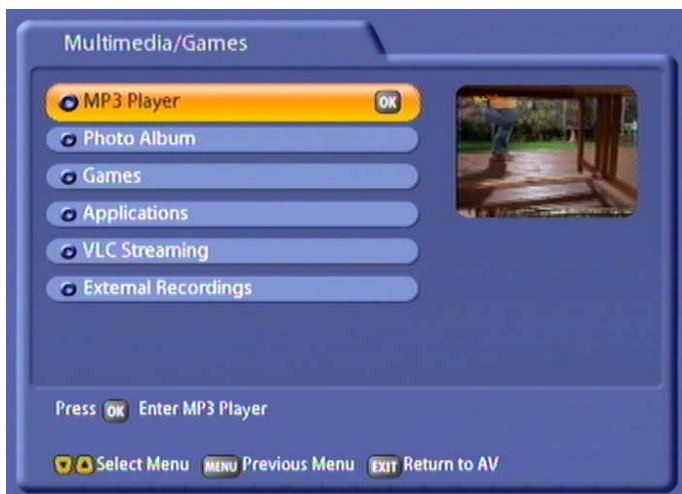 Multimedia/Games
MP3 Player OK
Photo Album
Games
Applications
VLC Streaming
External Recordings
Press OK Enter MP3 Player
Select Menu MENU Previous Menu EXIT Return to AV